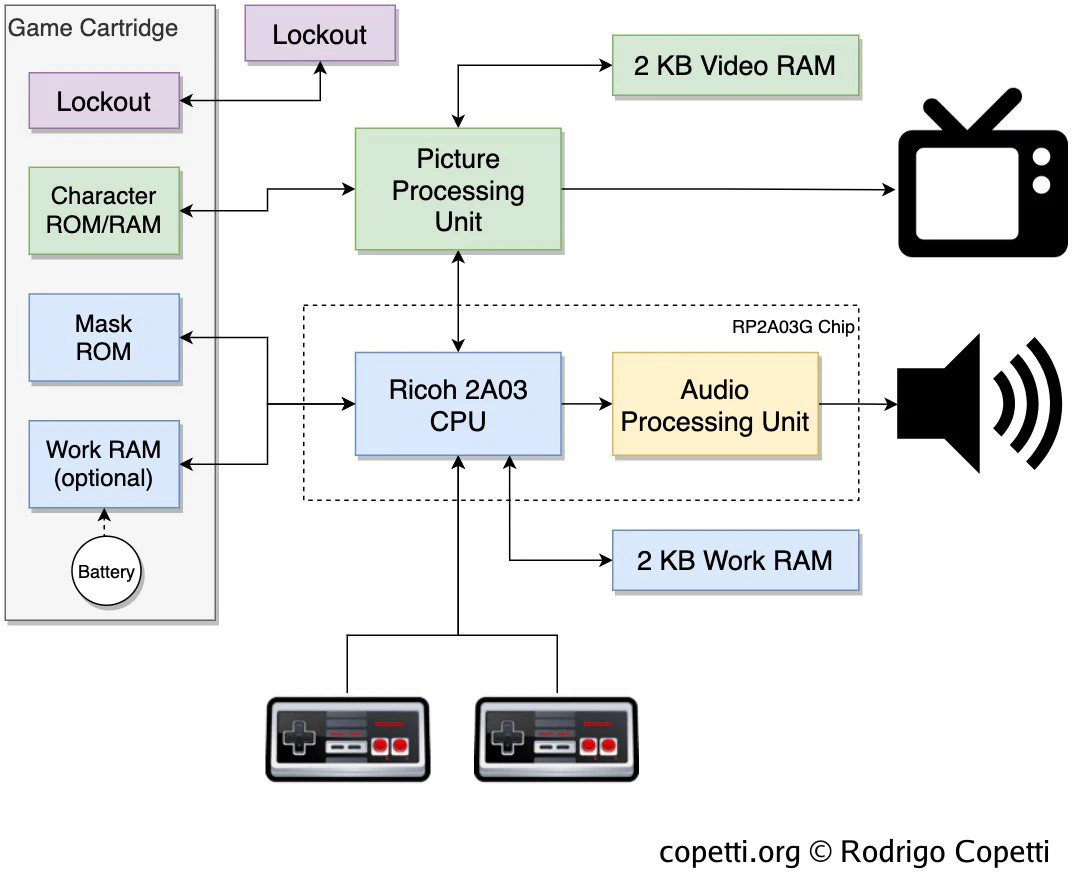 Game Cartridge
Lockout
Lockout
2 KB Video RAM
Picture
Processing
Unit
Character
ROM/RAM
Mask
ROM
RP2A03G Chip
Ricoh 2A03
CPU
Audio
Processing Unit
Work RAM
(optional)
Battery
2 KB Work RAM
copetti.org © Rodrigo Copetti